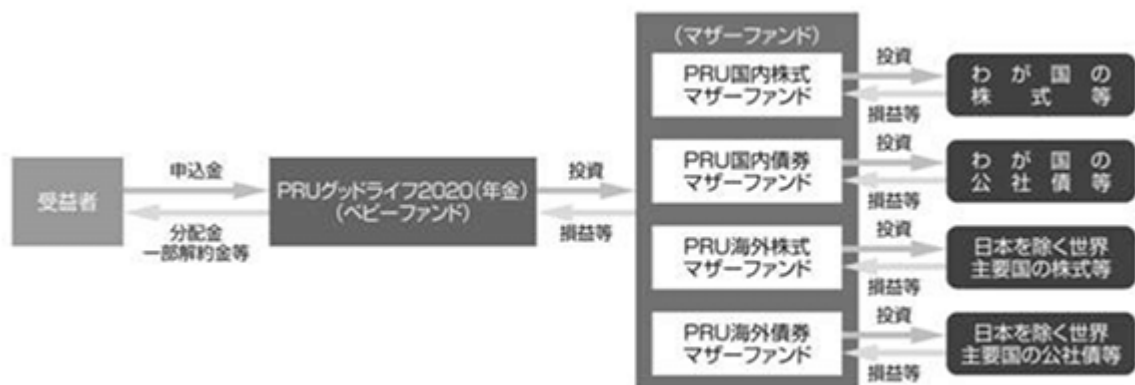 受益者
申込金
分配金
一部解約金等
PRUグッドライフ2020(年金)
(ベビーファンド)
投資
損益等
(マザーファンド)
PRU国内株式
マザーファンド
投資
損益等
わが国の
株式等
PRU国内債券
マザーファンド
投資
損益等
わが国の
公社債等
PRU海外株式
マザーファンド
投資
損益等
日本を除く世界
主要国の株式等
PRU海外債券
マザーファンド
投資
損益等
日本を除く世界
主要国の公社債等